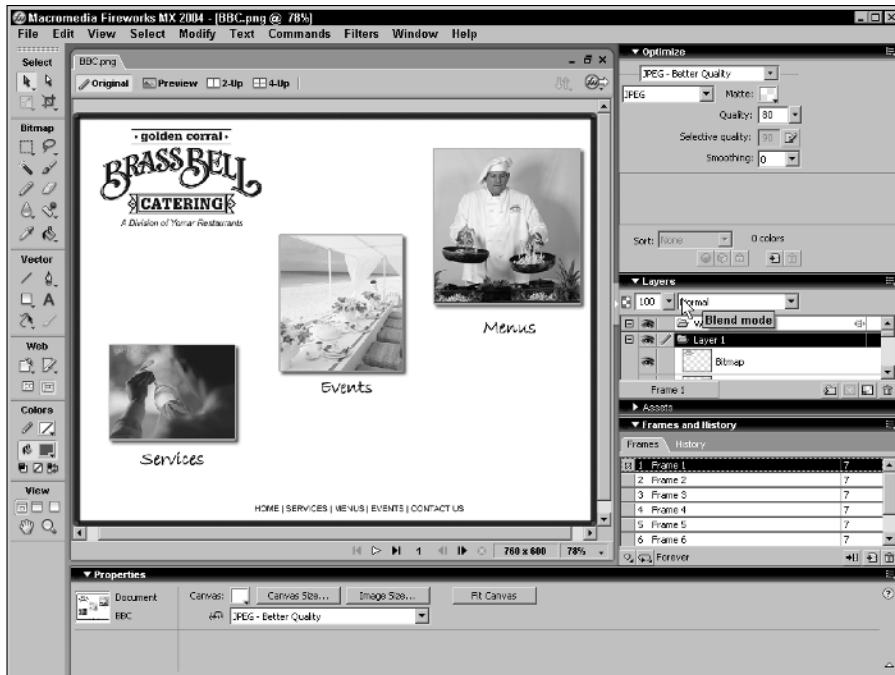 Macromedia Fireworks MX 2004 - [BBC.png @ 78%]
File Edit View Select Modify Text Commands Filters Window Help
Select
Bitmap
Vector
A
Web
Colors
View
BBC.png
Original Preview 2-Up 4-Up
· golden corral ·
BRASS BELL
CATERING
A Division of Yomar Restaurants
Menus
Events
Services
HOME | SERVICES | MENUS | EVENTS | CONTACT US
1 760 x 600 78%
Optimize
JPEG - Better Quality
JPEG Matte:
Quality: 80
Selective quality: 90
Smoothing: 0
Sort: None 0 colors
Layers
100 Normal
Blend mode
Layer 1
Bitmap
Frame 1
Assets
Frames and History
Frames History
1 Frame 1 7
2 Frame 2 7
3 Frame 3 7
4 Frame 4 7
5 Frame 5 7
6 Frame 6 7
Forever
Properties
Document Canvas: Canvas Size... Image Size... Fit Canvas
BBC JPEG - Better Quality